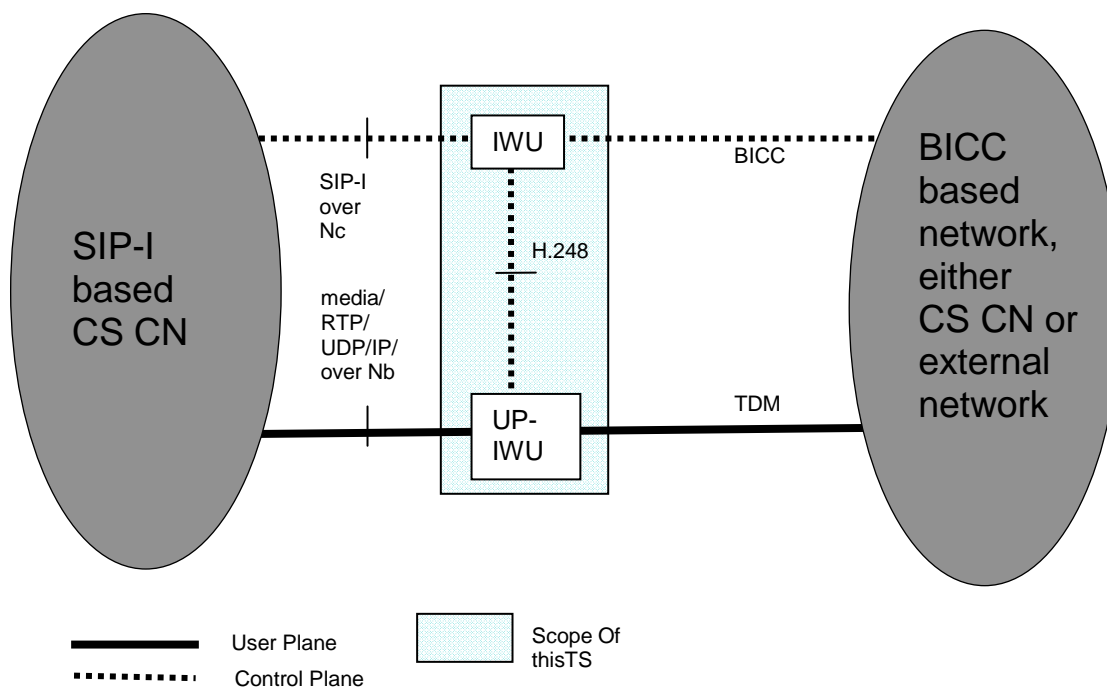 SIP-I
based
CS CN
SIP-I
over
Nc
media/
RTP/
UDP/IP/
over Nb
IWU
H.248
UP-
IWU
BICC
TDM
BICC
based
network,
either
CS CN or
external
network
User Plane
Control Plane
Scope Of
thisTS